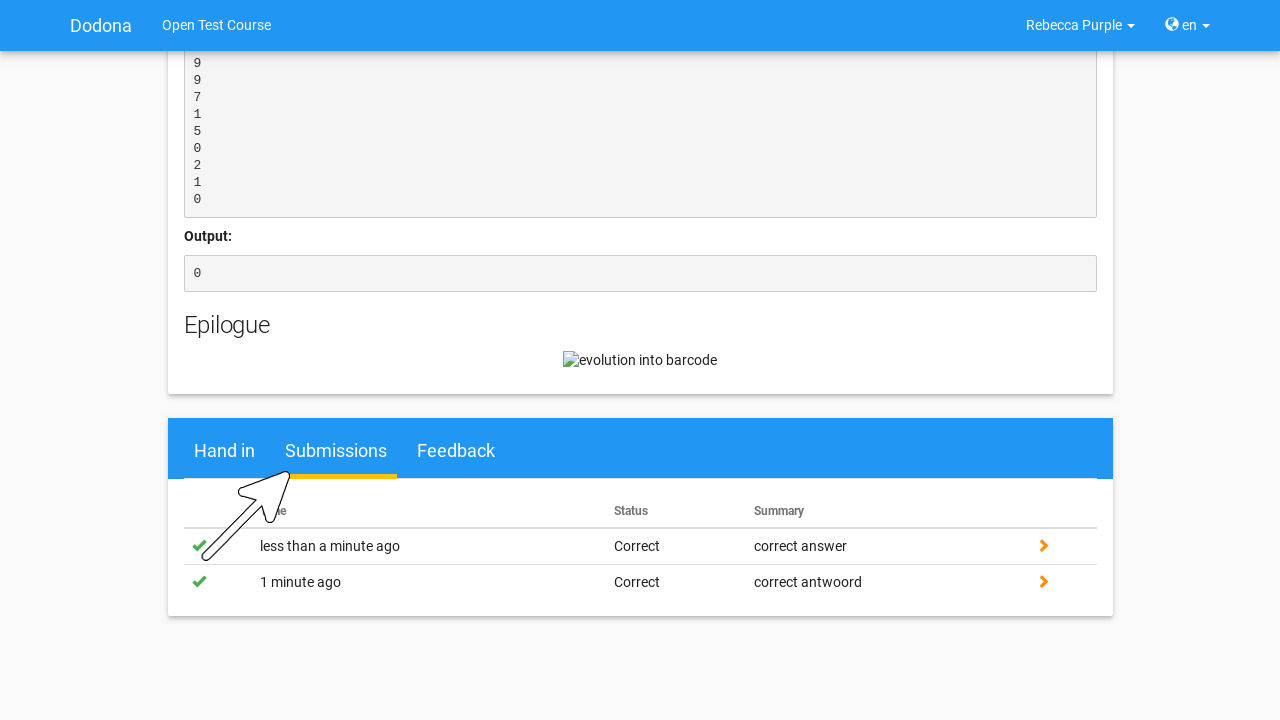 Dodona Open Test Course Rebecca Purple en
9
9
7
1
5
0
2
1
0
Output:
0
Epilogue
evolution into barcode
Hand in Submissions Feedback
Status Summary
less than a minute ago Correct correct answer
1 minute ago Correct correct antwoord